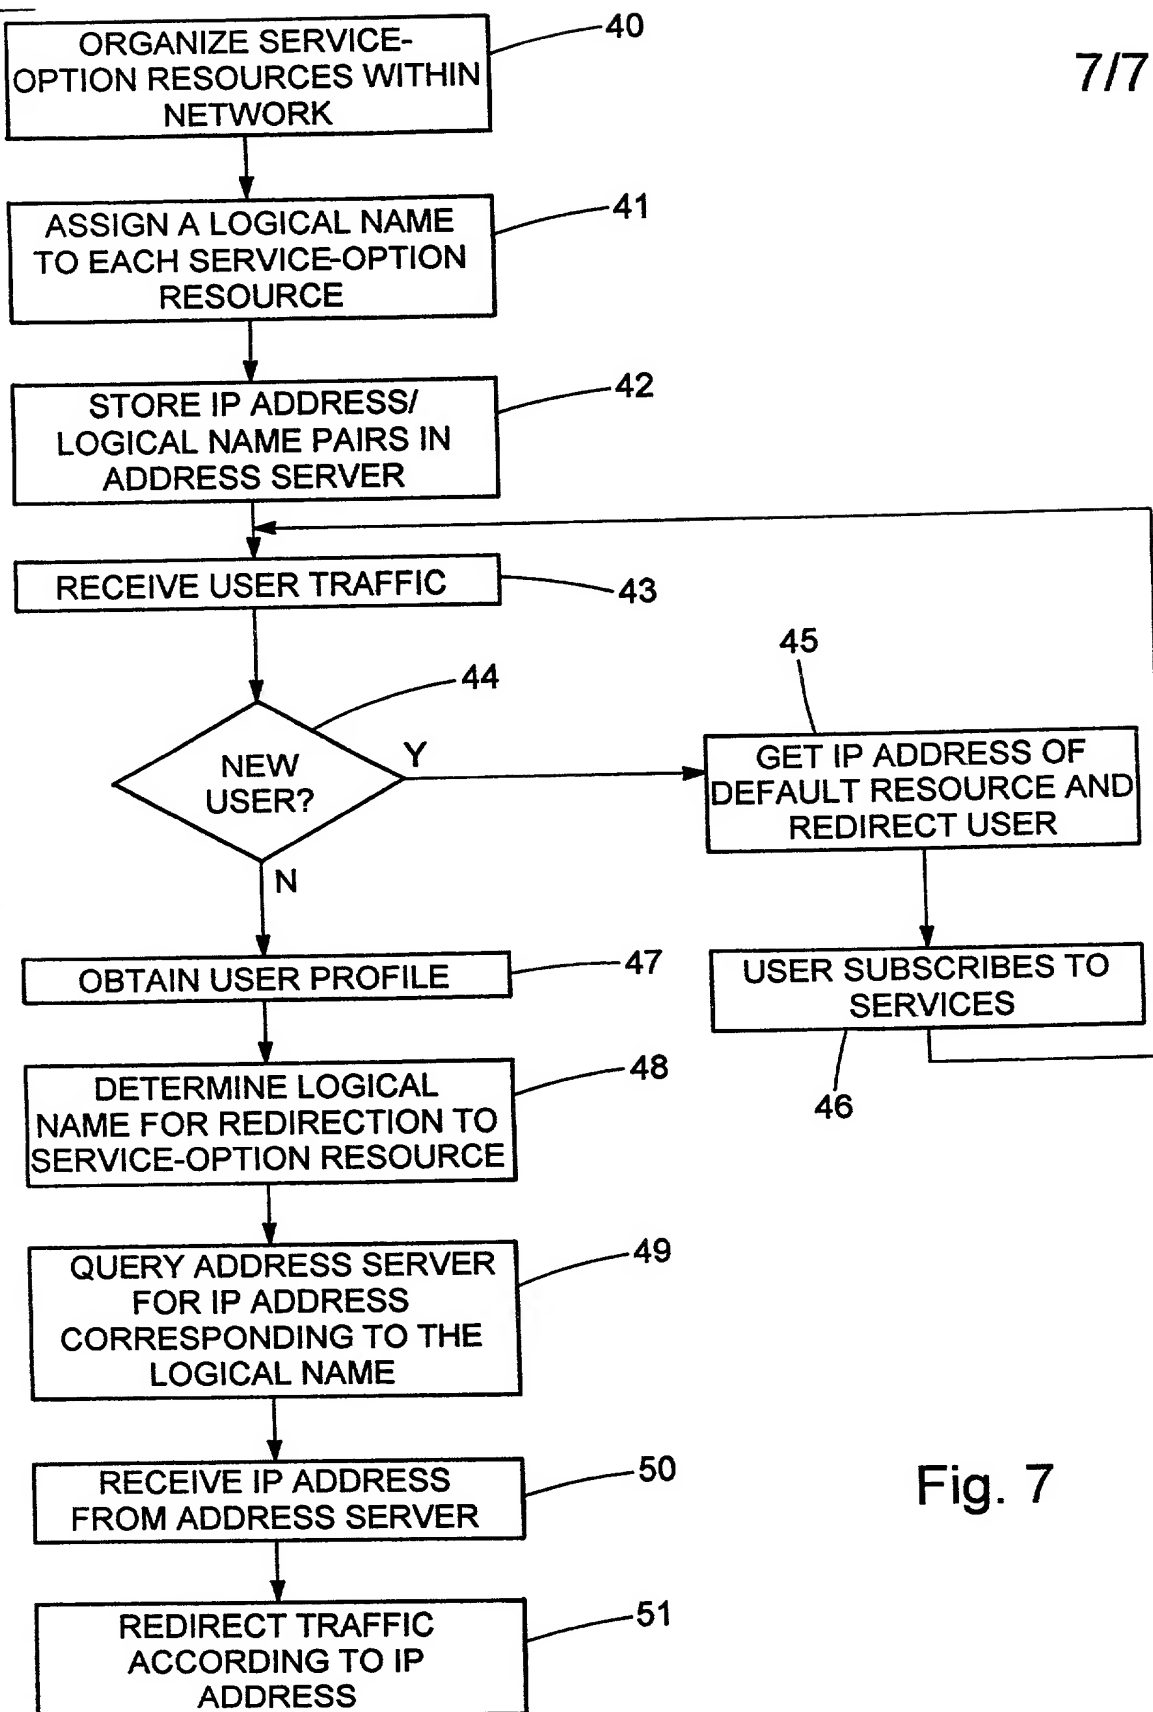 7/7
ORGANIZE SERVICE-
OPTION RESOURCES WITHIN
NETWORK
40
ASSIGN A LOGICAL NAME
TO EACH SERVICE-OPTION
RESOURCE
41
STORE IP ADDRESS/
LOGICAL NAME PAIRS IN
ADDRESS SERVER
42
RECEIVE USER TRAFFIC
43
NEW
USER?
44
Y
N
45
GET IP ADDRESS OF
DEFAULT RESOURCE AND
REDIRECT USER
USER SUBSCRIBES TO
SERVICES
46
OBTAIN USER PROFILE
47
DETERMINE LOGICAL
NAME FOR REDIRECTION TO
SERVICE-OPTION RESOURCE
48
QUERY ADDRESS SERVER
FOR IP ADDRESS
CORRESPONDING TO THE
LOGICAL NAME
49
RECEIVE IP ADDRESS
FROM ADDRESS SERVER
50
REDIRECT TRAFFIC
ACCORDING TO IP
ADDRESS
51
Fig. 7